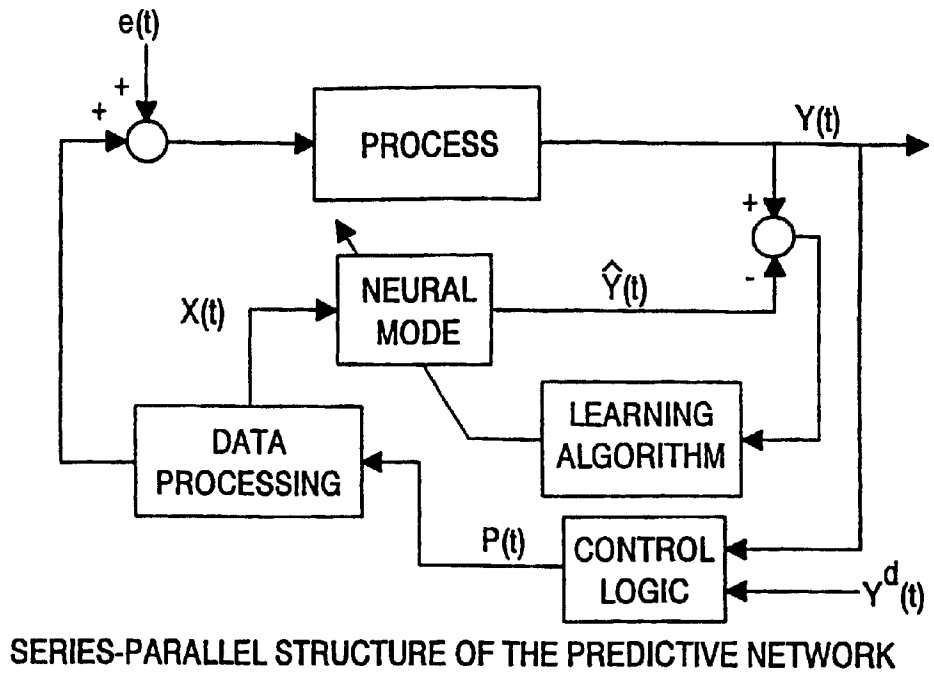 e(t)
+
+
PROCESS
Y(t)
+
-
NEURAL
MODE
Ŷ(t)
X(t)
LEARNING
ALGORITHM
DATA
PROCESSING
P(t)
CONTROL
LOGIC
Y^d(t)
SERIES-PARALLEL STRUCTURE OF THE PREDICTIVE NETWORK